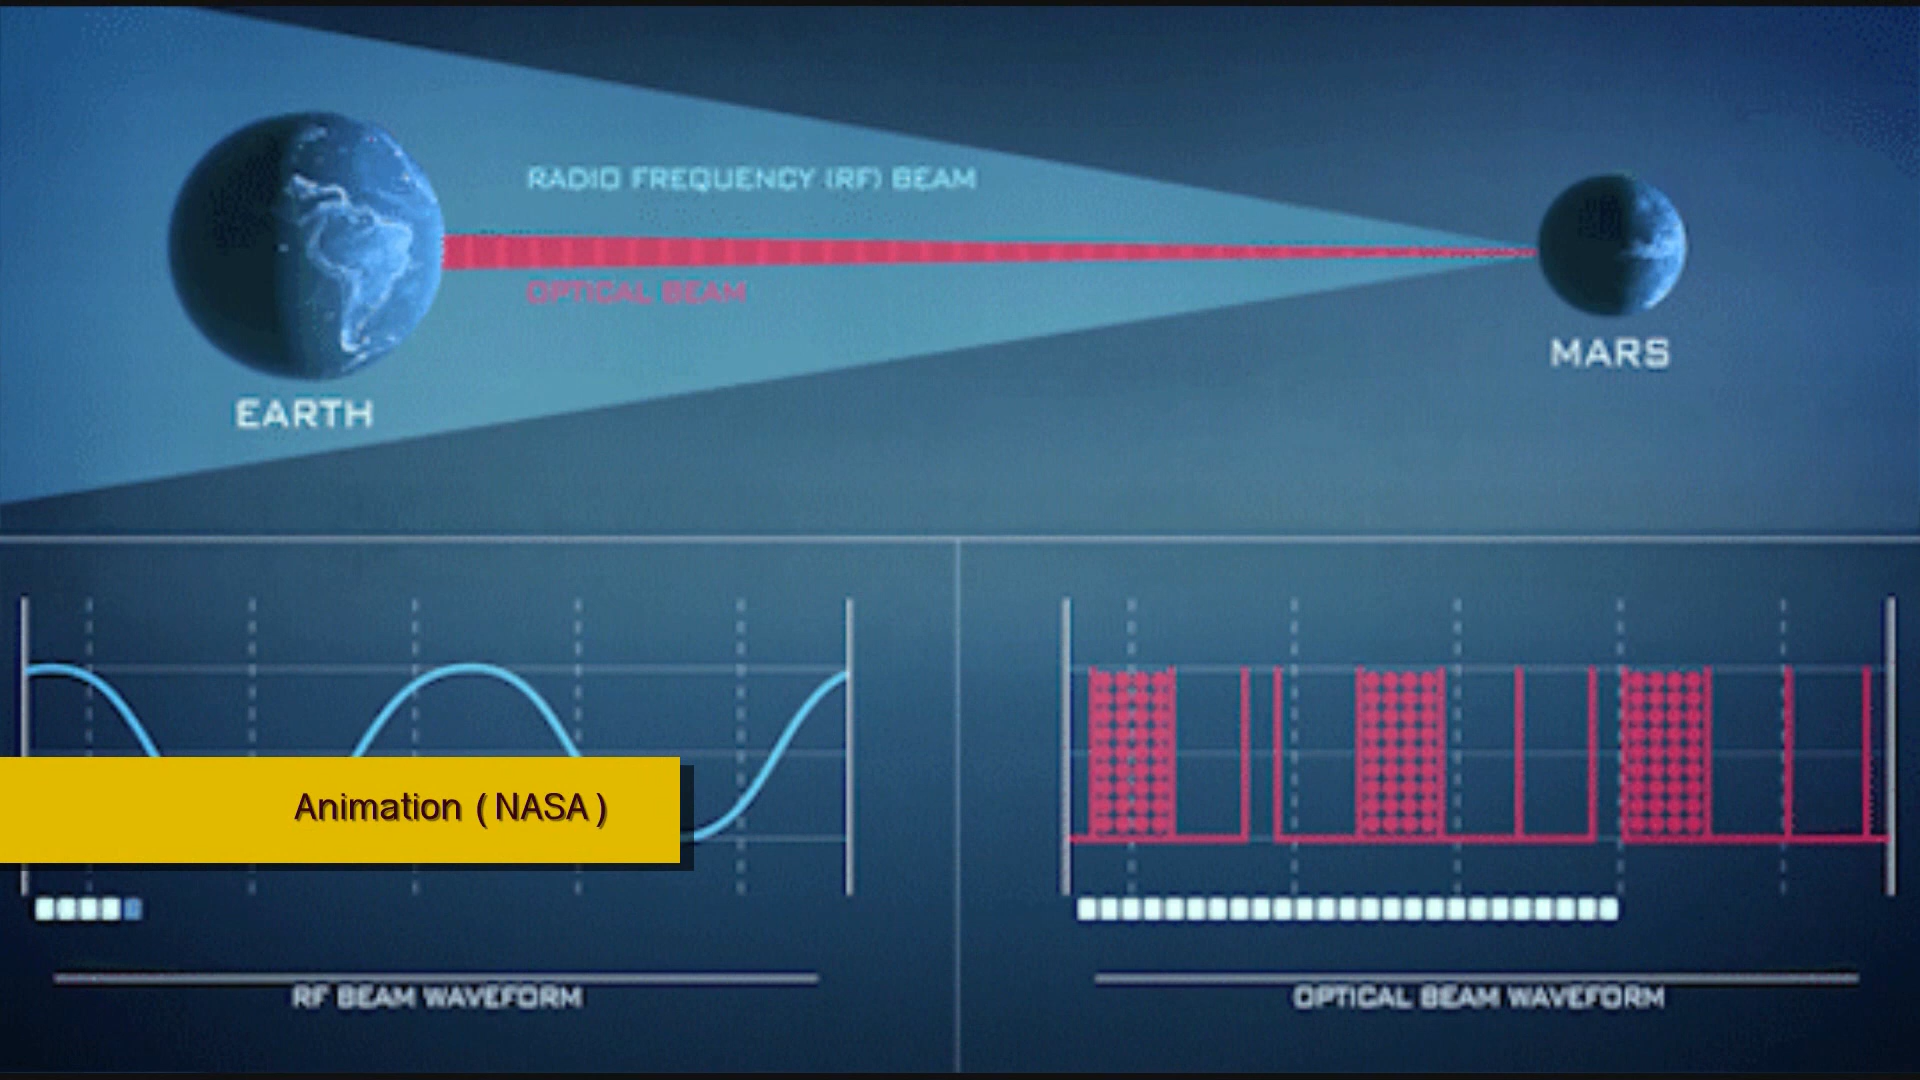 RADIO FREQUENCY (RF) BEAM
OPTICAL BEAM
EARTH
MARS
Animation (NASA)
RF BEAM WAVEFORM
OPTICAL BEAM WAVEFORM